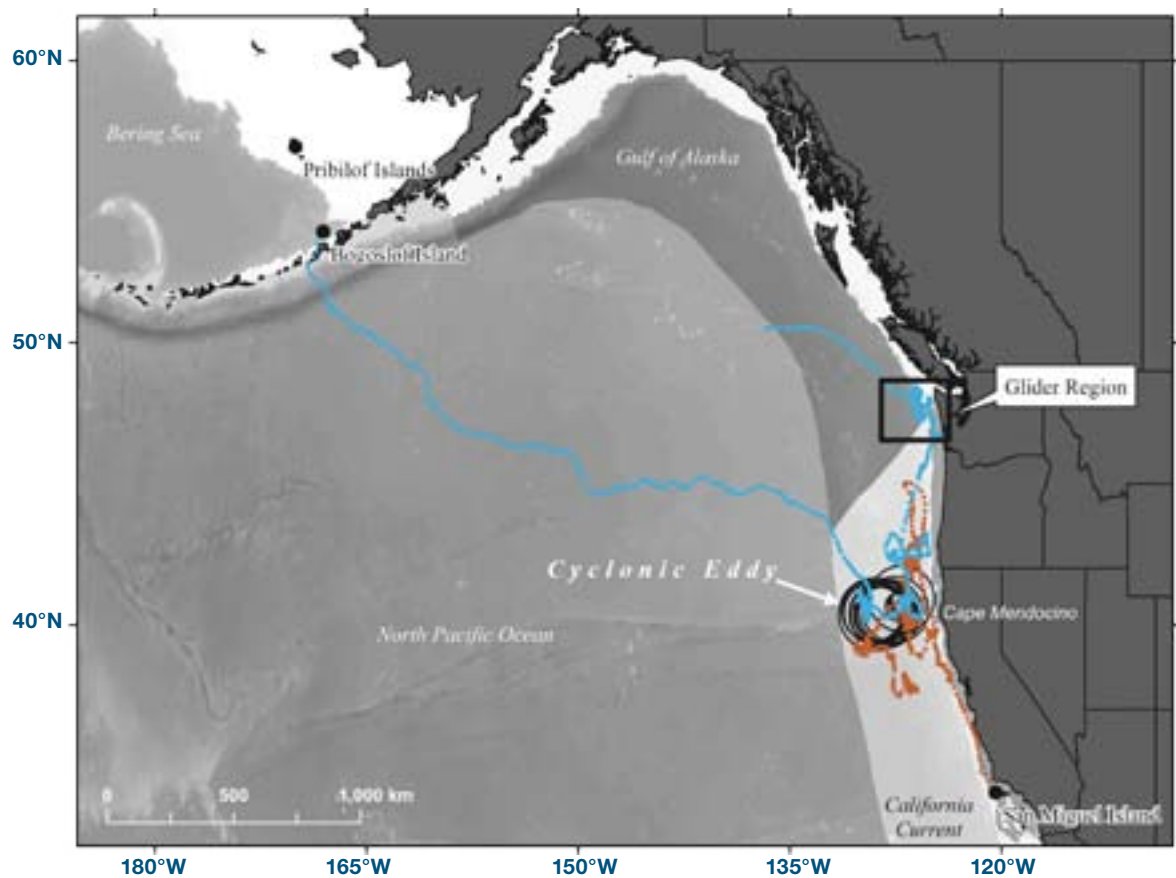 60°N
Bering Sea
Gulf of Alaska
Pribilof Islands
Bogoslof Island
50°N
Glider Region
Cyclonic Eddy
Cape Mendocino
40°N
North Pacific Ocean
0 500 1,000 km
California
Current
San Miguel Island
180°W 165°W 150°W 135°W 120°W